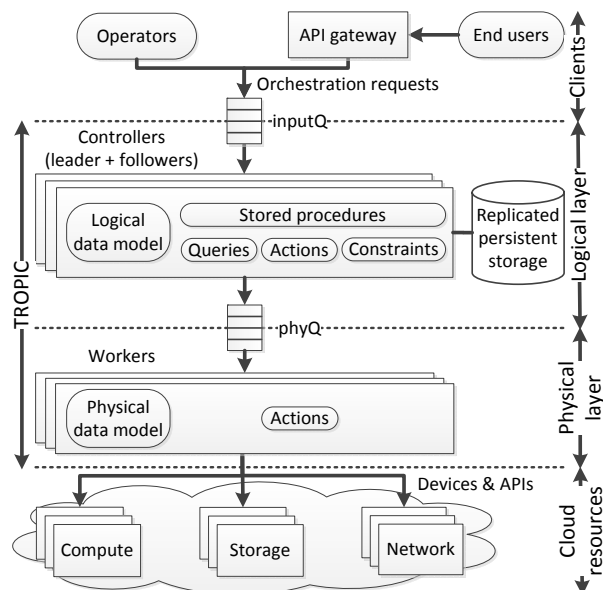 Operators
API gateway
End users
Orchestration requests
inputQ
Clients
Controllers
(leader + followers)
Logical
data model
Stored procedures
Queries
Actions
Constraints
Replicated
persistent
storage
Logical layer
TROPIC
phyQ
Workers
Physical
data model
Actions
Physical
layer
Devices & APIs
Compute
Storage
Network
Cloud
resources